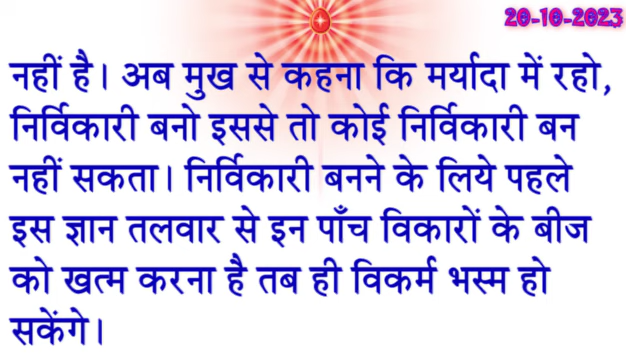 20-10-2023
नहीं है। अब मुख से कहना कि मर्यादा में रहो,
निर्विकारी बनो इससे तो कोई निर्विकारी बन
नहीं सकता। निर्विकारी बनने के लिये पहले
इस ज्ञान तलवार से इन पाँच विकारों के बीज
को खत्म करना है तब ही विकर्म भस्म हो
सकेंगे।